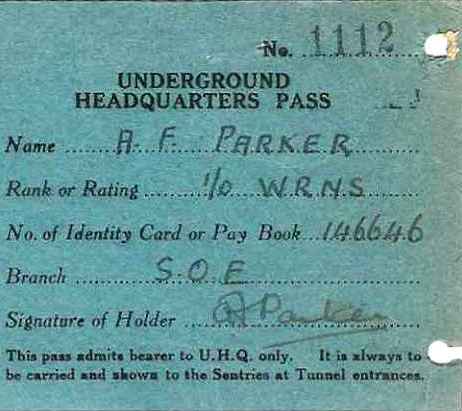 No. 1112
UNDERGROUND
HEADQUARTERS PASS
Name A. F. PARKER
Rank or Rating 1/0 WRNS
No. of Identity Card or Pay Book 146646
Branch S.O.E
Signature of Holder A Parker
This pass admits bearer to U.H.Q. only. It is always to
be carried and shown to the Sentries at Tunnel entrances.